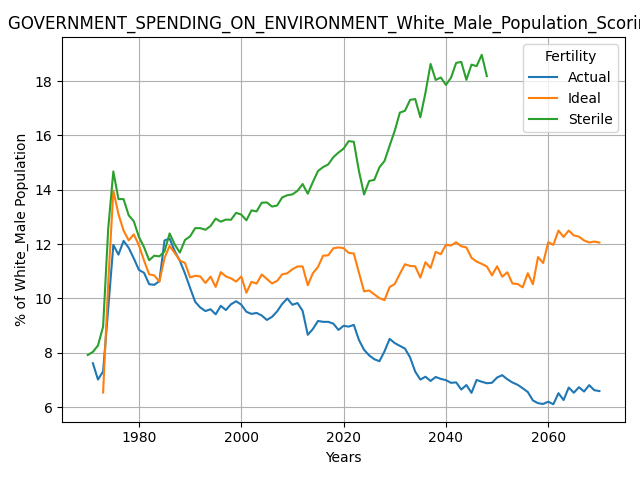 GOVERNMENT_SPENDING_ON_ENVIRONMENT_White_Male_Population_Scorin
Fertility
Actual
Ideal
Sterile
% of White_Male Population
18
16
14
12
10
8
6
1980
2000
2020
2040
2060
Years